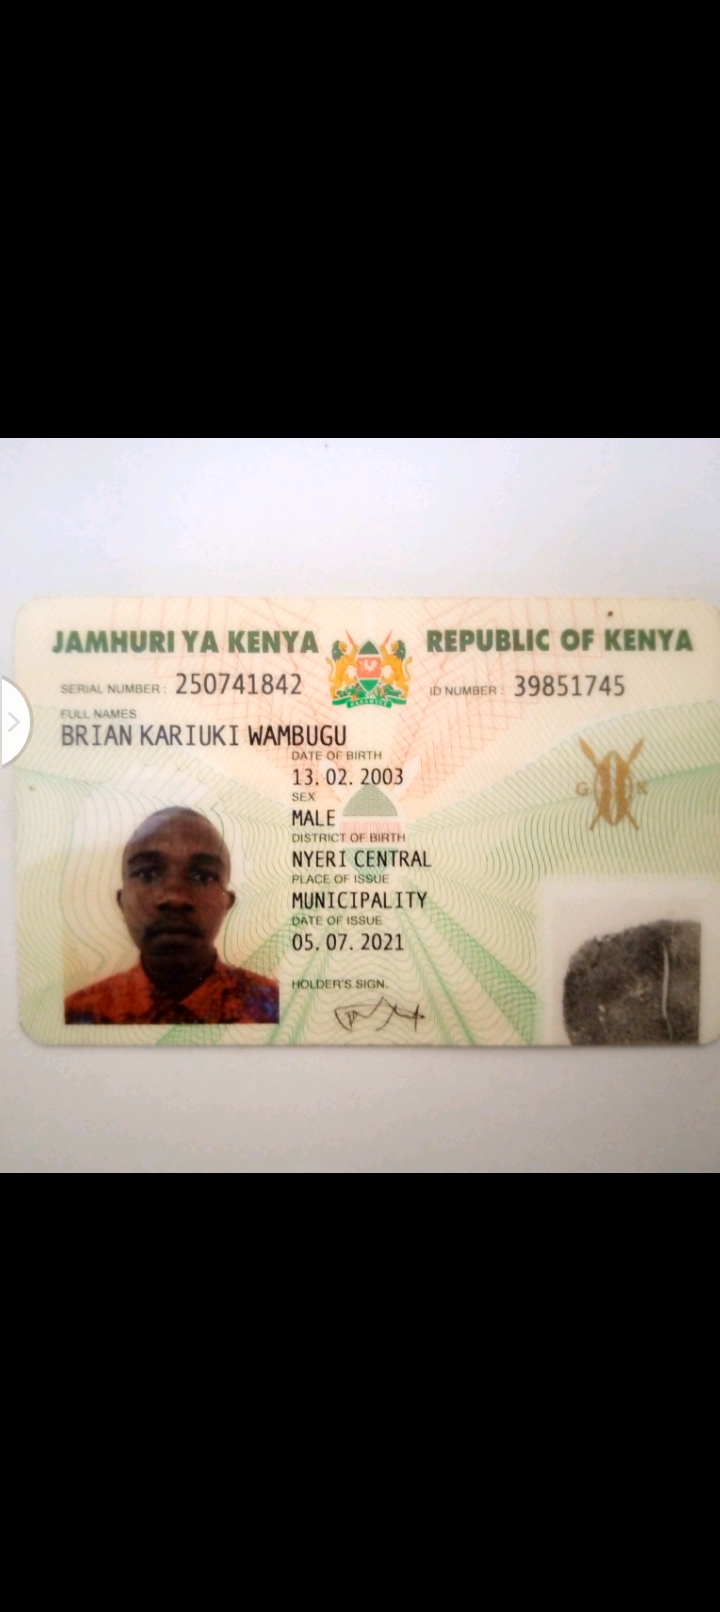 JAMHURI YA KENYA REPUBLIC OF KENYA
SERIAL NUMBER: 250741842 ID NUMBER: 39851745
FULL NAMES
BRIAN KARIUKI WAMBUGU
DATE OF BIRTH
13. 02. 2003
SEX
MALE
DISTRICT OF BIRTH
NYERI CENTRAL
PLACE OF ISSUE
MUNICIPALITY
DATE OF ISSUE
05. 07. 2021
HOLDER'S SIGN.
G K
HARAMBEE